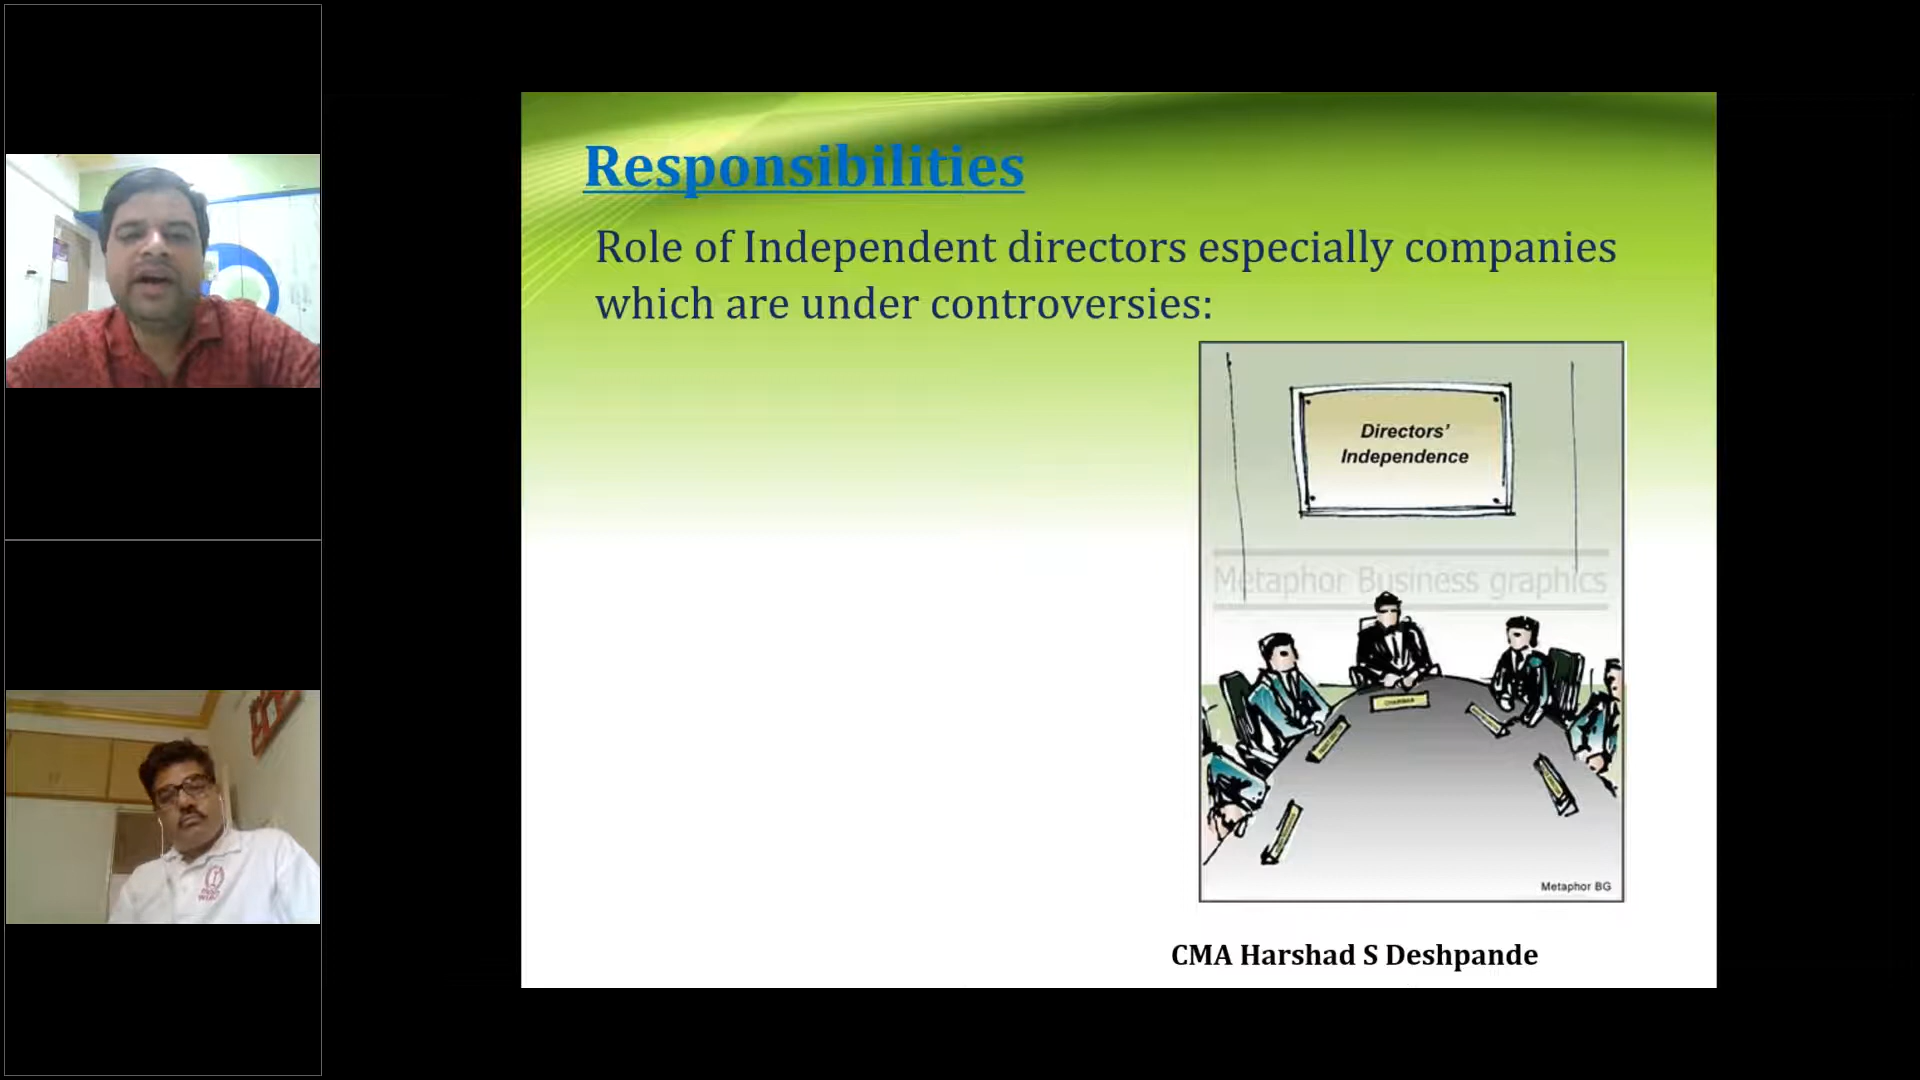 Responsibilities
Role of Independent directors especially companies
which are under controversies:
Directors'
Independence
Metaphor Business graphics
CHAIRMAN
Metaphor BG
CMA Harshad S Deshpande